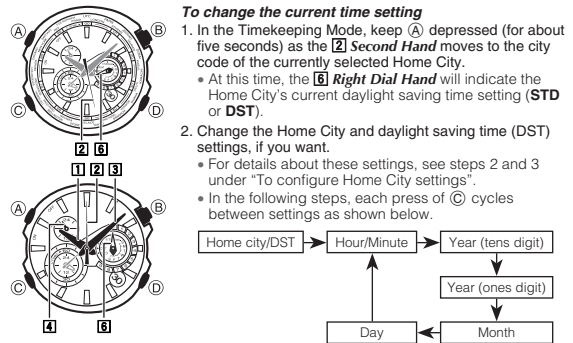 To change the current time setting
1. In the Timekeeping Mode, keep Ⓐ depressed (for about
five seconds) as the 2 Second Hand moves to the city
code of the currently selected Home City.
• At this time, the 6 Right Dial Hand will indicate the
Home City's current daylight saving time setting (STD
or DST).
2. Change the Home City and daylight saving time (DST)
settings, if you want.
• For details about these settings, see steps 2 and 3
under "To configure Home City settings".
• In the following steps, each press of Ⓒ cycles
between settings as shown below.
Home city/DST
Hour/Minute
Year (tens digit)
Year (ones digit)
Day
Month
Ⓐ
Ⓑ
Ⓒ
Ⓓ
2 6
1 2 3
Ⓐ
Ⓑ
Ⓒ
Ⓓ
4
6